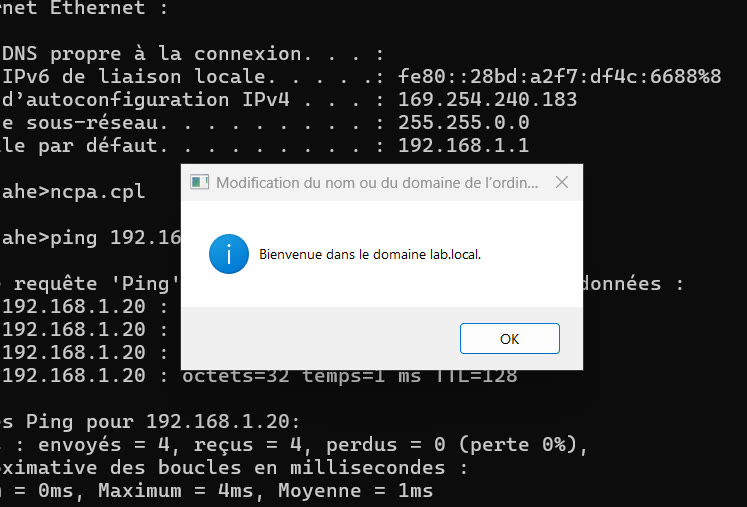 rnet Ethernet :
DNS propre à la connexion. . . :
IPv6 de liaison locale. . . . .: fe80::28bd:a2f7:df4c:6688%8
d’autoconfiguration IPv4 . . . : 169.254.240.183
e sous-réseau. . . . . . . . . : 255.255.0.0
lle par défaut. . . . . . . . . : 192.168.1.1
ahe>ncpa.cpl
ahe>ping 192.16
Modification du nom ou du domaine de l’ordin...
Bienvenue dans le domaine lab.local.
OK
e requête 'Ping' données :
192.168.1.20 :
192.168.1.20 :
192.168.1.20 :
192.168.1.20 : octets=32 temps=1 ms TTL=128
es Ping pour 192.168.1.20:
: envoyés = 4, reçus = 4, perdus = 0 (perte 0%),
oximative des boucles en millisecondes :
= 0ms, Maximum = 4ms, Moyenne = 1ms